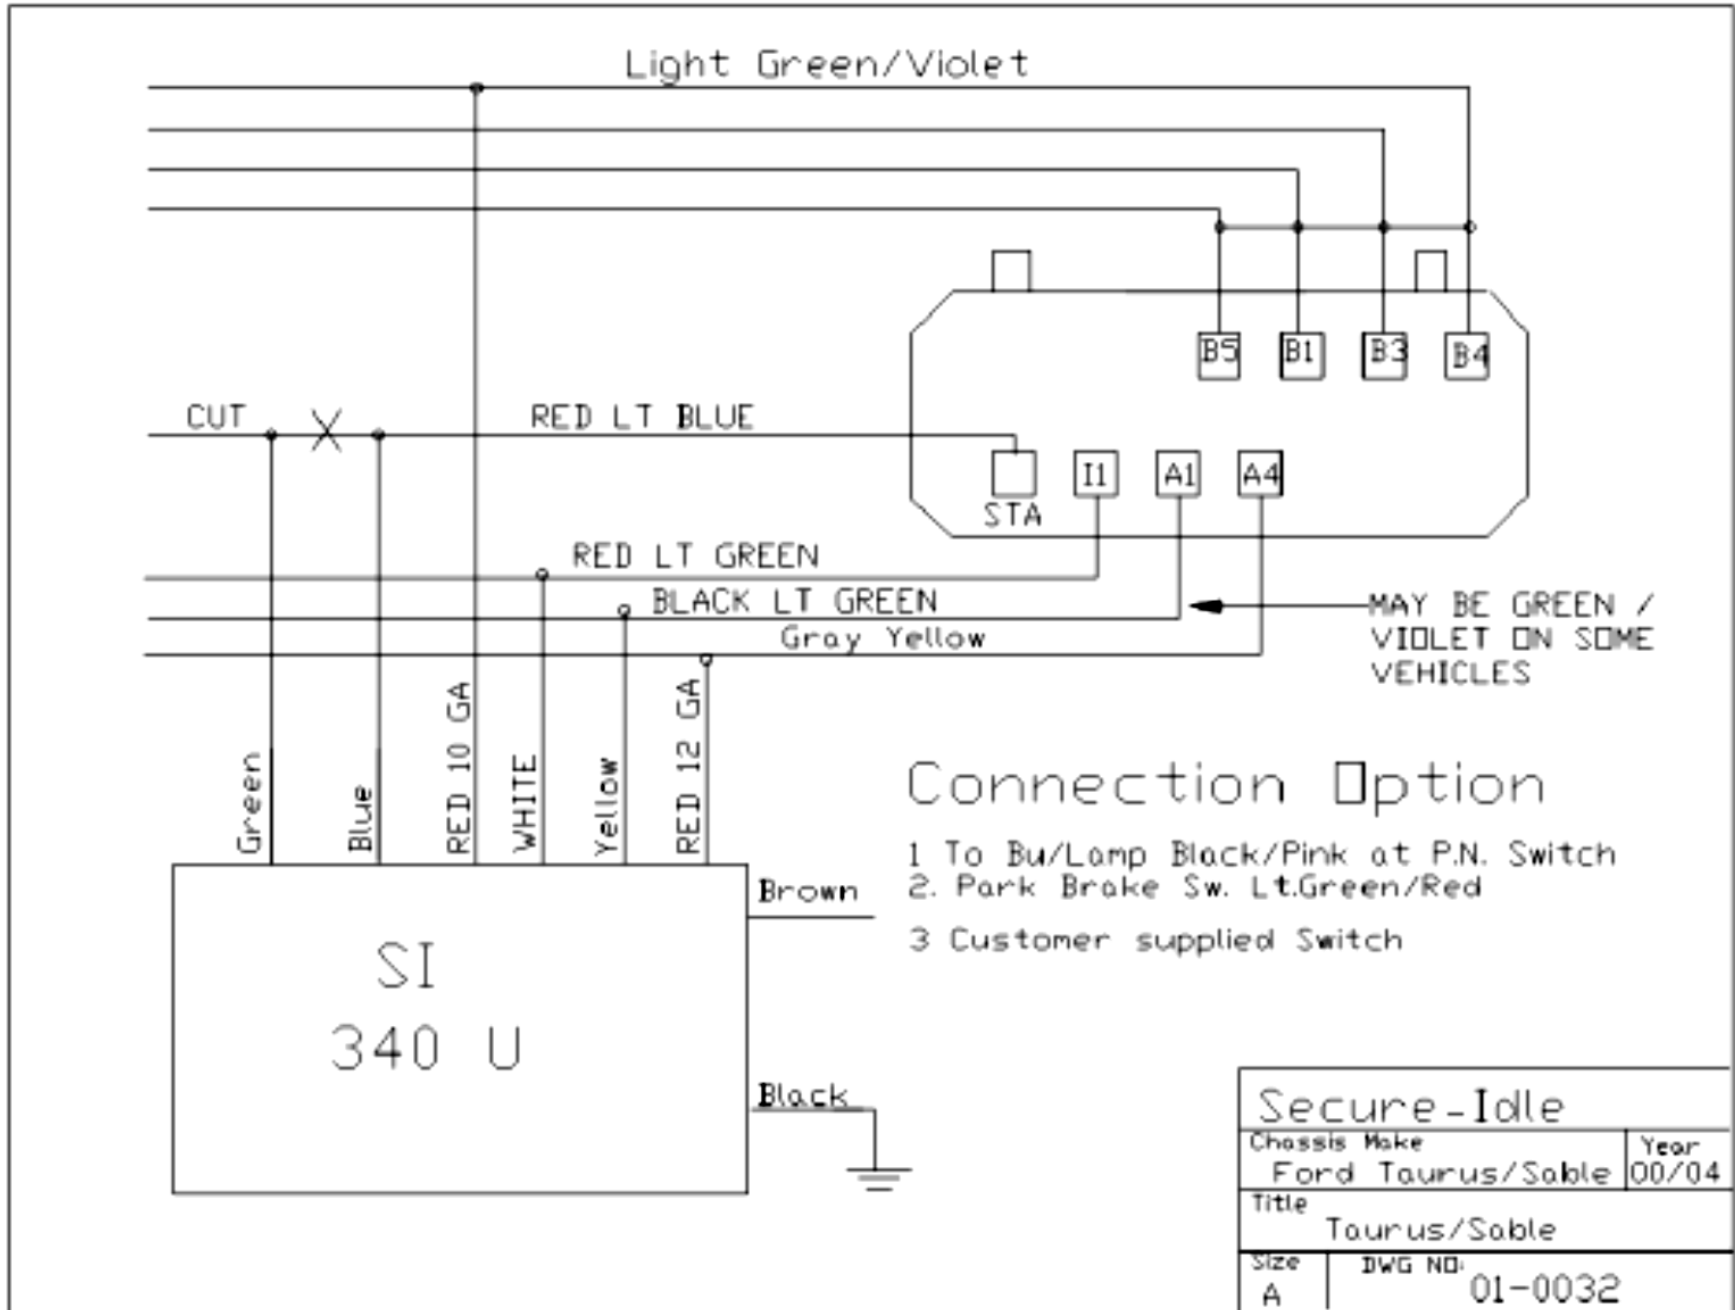 Light Green/Violet
B5 B1 B3 B4
CUT RED LT BLUE
I1 A1 A4
STA
RED LT GREEN
BLACK LT GREEN
Gray Yellow
MAY BE GREEN /
VIOLET ON SOME
VEHICLES
Green
Blue
RED 10 GA
WHITE
Yellow
RED 12 GA
Connection Option
1 To Bu/Lamp Black/Pink at P.N. Switch
2. Park Brake Sw. Lt.Green/Red
3 Customer supplied Switch
Brown
SI
340 U
Black
Secure-Idle
Chassis Make Year
Ford Taurus/Sable 00/04
Title
Taurus/Sable
Size DWG NO:
A 01-0032